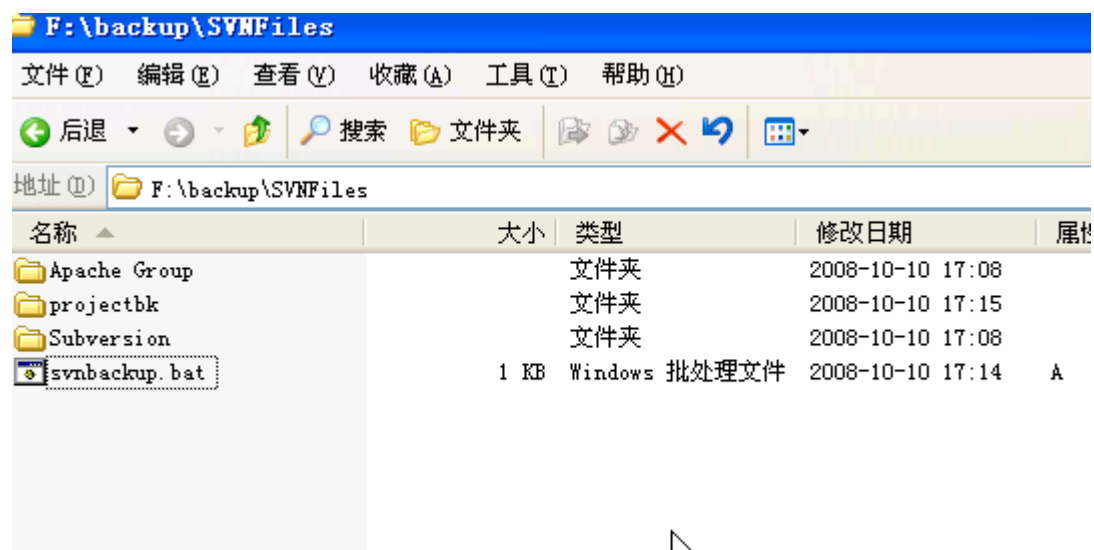 F:\backup\SVNFiles
文件(F) 编辑(E) 查看(V) 收藏(A) 工具(T) 帮助(H)
后退 搜索 文件夹
地址(D) F:\backup\SVNFiles
名称 大小 类型 修改日期 属性
Apache Group 文件夹 2008-10-10 17:08
projectbk 文件夹 2008-10-10 17:15
Subversion 文件夹 2008-10-10 17:08
svnbackup.bat 1 KB Windows 批处理文件 2008-10-10 17:14 A